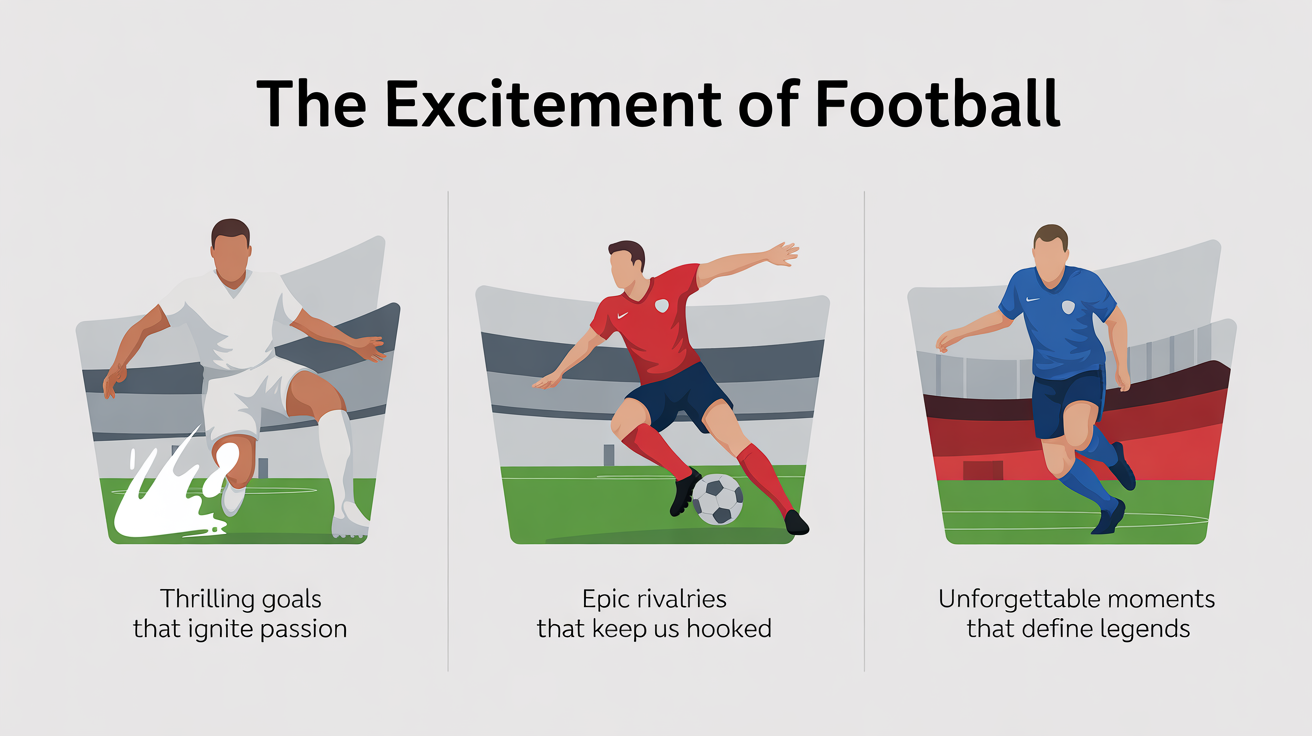 The Excitement of Football
Thrilling goals
that ignite passion
Epic rivalries
that keep us hooked
Unforgettable moments
that define legends